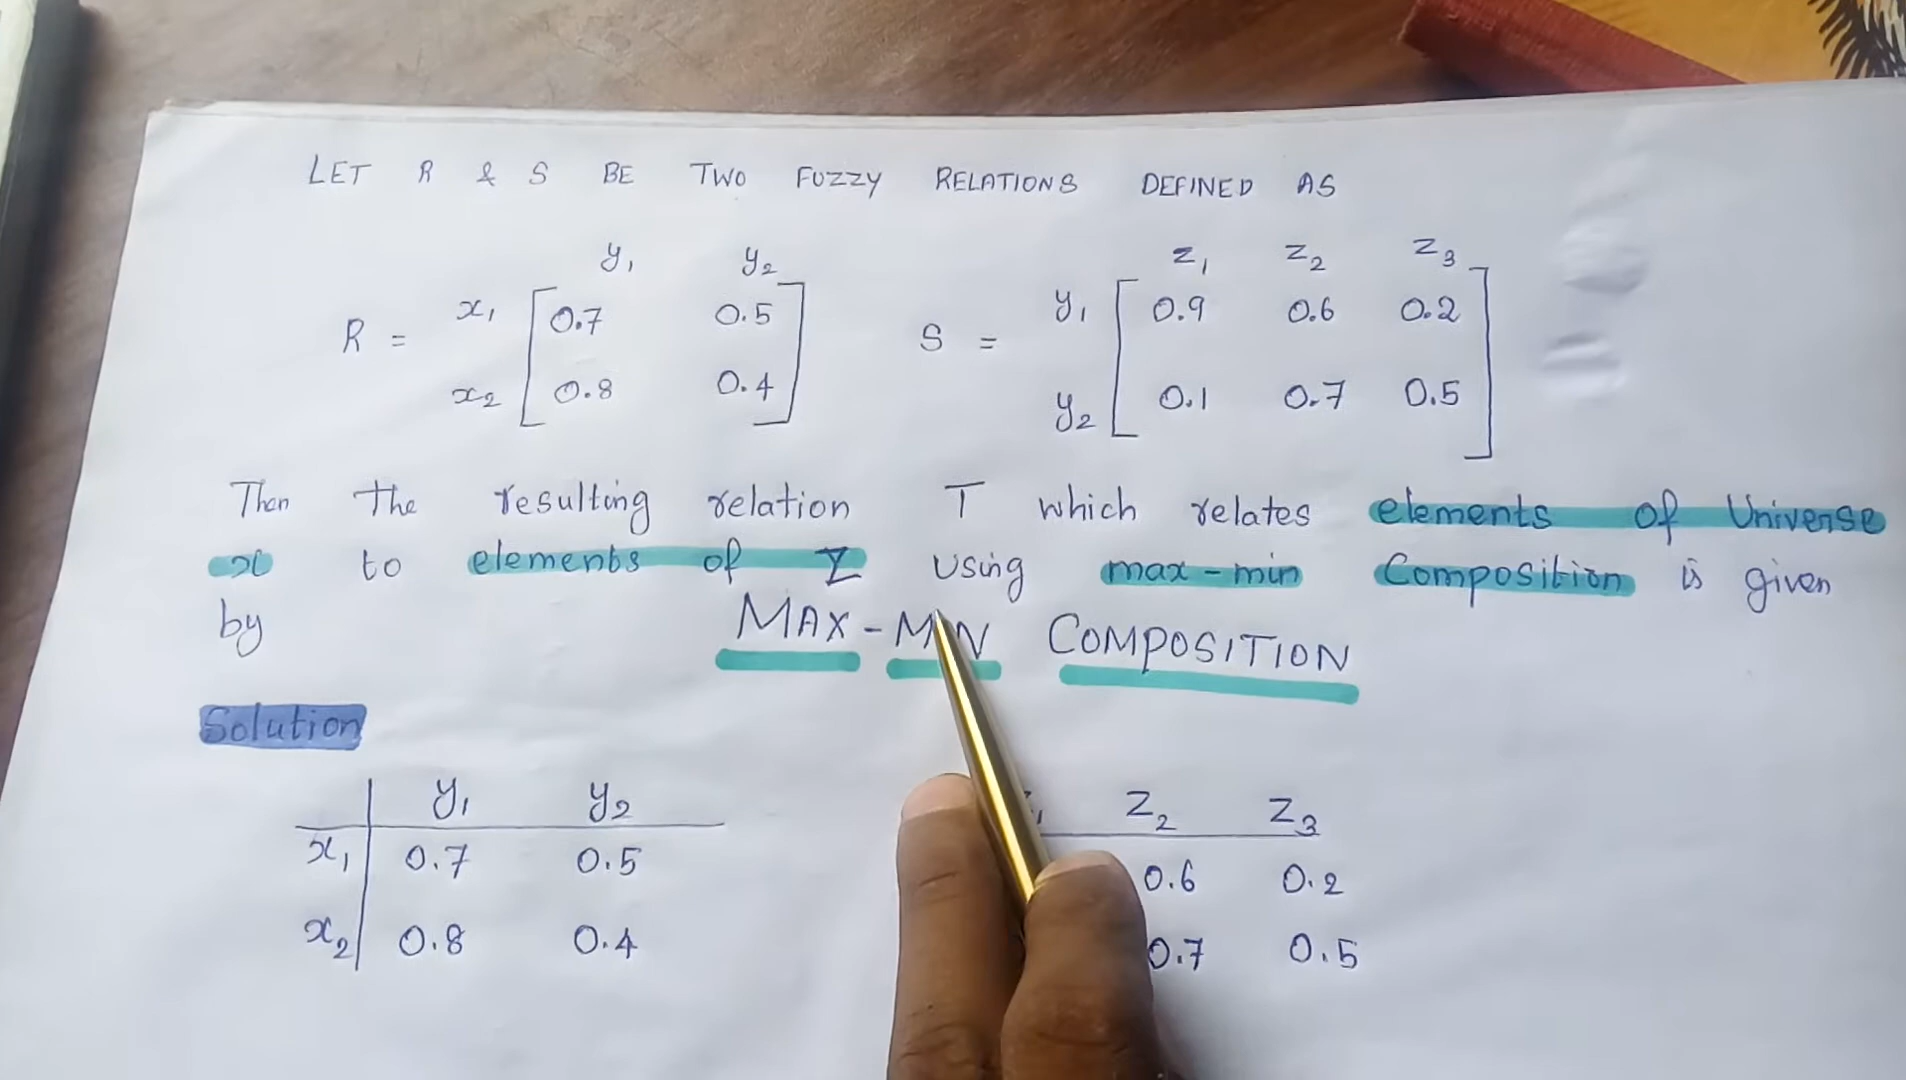 LET R & S BE TWO FUZZY RELATIONS DEFINED AS
y₁ y₂ z₁ z₂ z₃
R = x₁ [0.7 0.5] S = y₁ [0.9 0.6 0.2]
x₂ [0.8 0.4] y₂ [0.1 0.7 0.5]
Then the resulting relation T which relates elements of Universe
x to elements of Z using max-min Composition is given
by MAX-MIN COMPOSITION
Solution
y₁ y₂ z₂ z₃
x₁ 0.7 0.5 0.6 0.2
x₂ 0.8 0.4 0.7 0.5